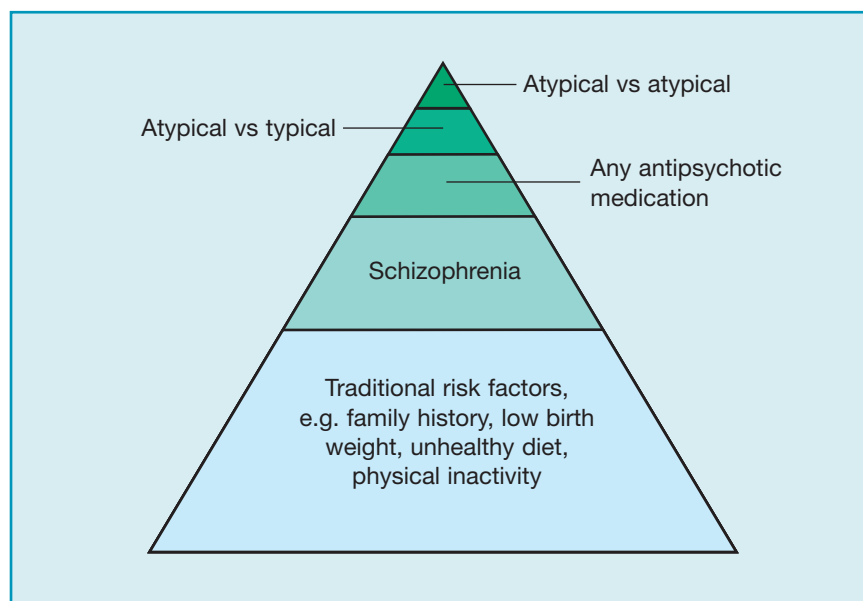 Atypical vs atypical
Atypical vs typical
Any antipsychotic
medication
Schizophrenia
Traditional risk factors,
e.g. family history, low birth
weight, unhealthy diet,
physical inactivity